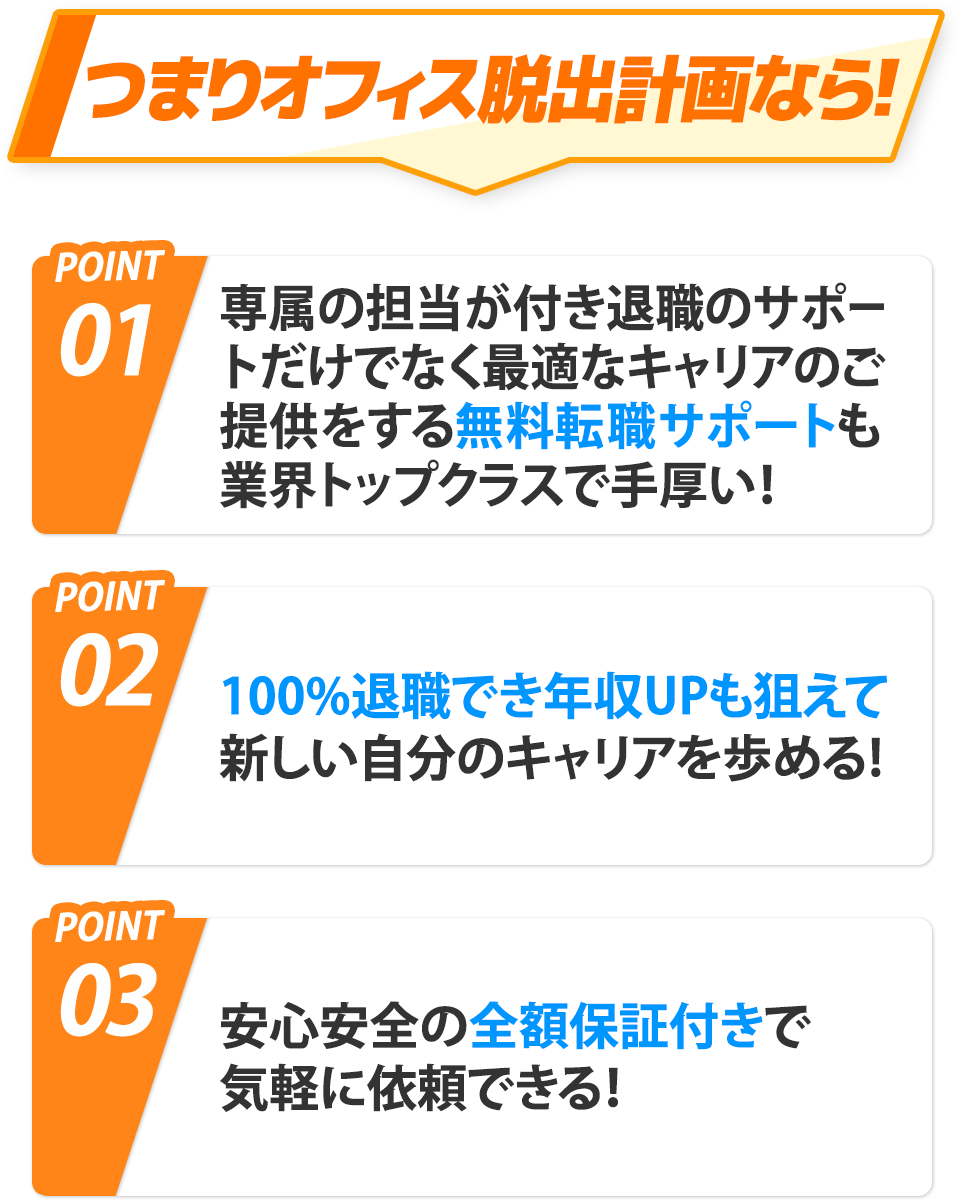 つまりオフィス脱出計画なら!
POINT
01
専属の担当が付き退職のサポー
トだけでなく最適なキャリアのご
提供をする無料転職サポートも
業界トップクラスで手厚い!
POINT
02
100%退職でき年収UPも狙えて
新しい自分のキャリアを歩める!
POINT
03
安心安全の全額保証付きで
気軽に依頼できる!